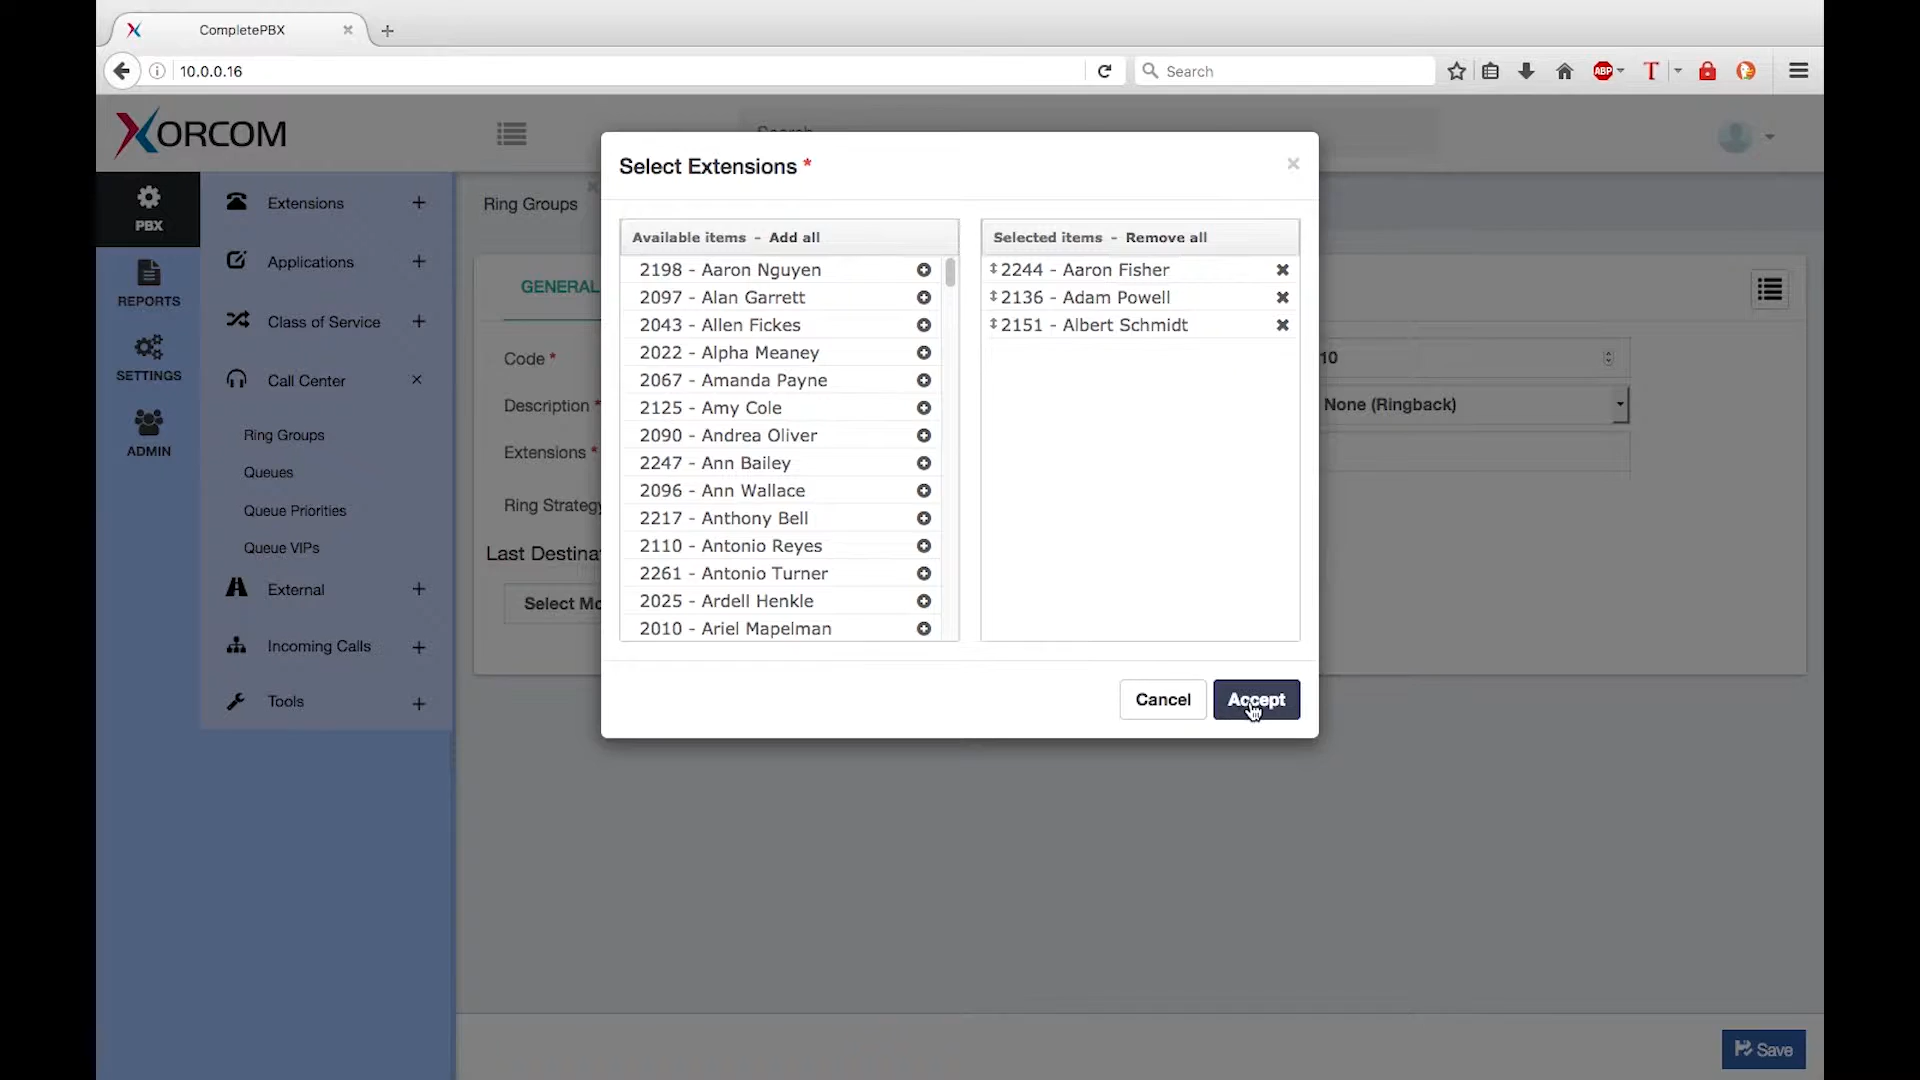 CompletePBX
10.0.0.16
Search
ABP
T
XORCOM
Search
PBX
REPORTS
SETTINGS
ADMIN
Extensions
Applications
Class of Service
Call Center
Ring Groups
Queues
Queue Priorities
Queue VIPs
External
Incoming Calls
Tools
Ring Groups
GENERAL
Code *
Description *
Extensions *
Ring Strategy
Last Destina
Select Mo
10
None (Ringback)
Select Extensions *
Available items - Add all
2198 - Aaron Nguyen
2097 - Alan Garrett
2043 - Allen Fickes
2022 - Alpha Meaney
2067 - Amanda Payne
2125 - Amy Cole
2090 - Andrea Oliver
2247 - Ann Bailey
2096 - Ann Wallace
2217 - Anthony Bell
2110 - Antonio Reyes
2261 - Antonio Turner
2025 - Ardell Henkle
2010 - Ariel Mapelman
Selected items - Remove all
2244 - Aaron Fisher
2136 - Adam Powell
2151 - Albert Schmidt
Cancel
Accept
Save